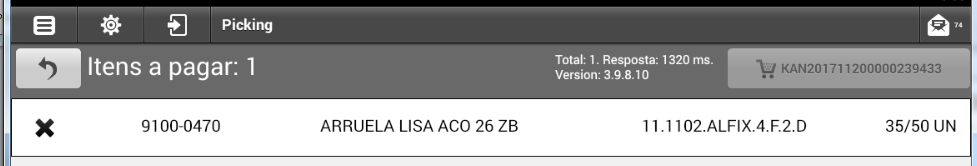 Picking
74
Itens a pagar: 1
Total: 1. Resposta: 1320 ms.
Version: 3.9.8.10
KAN201711200000239433
9100-0470 ARRUELA LISA ACO 26 ZB 11.1102.ALFIX.4.F.2.D 35/50 UN